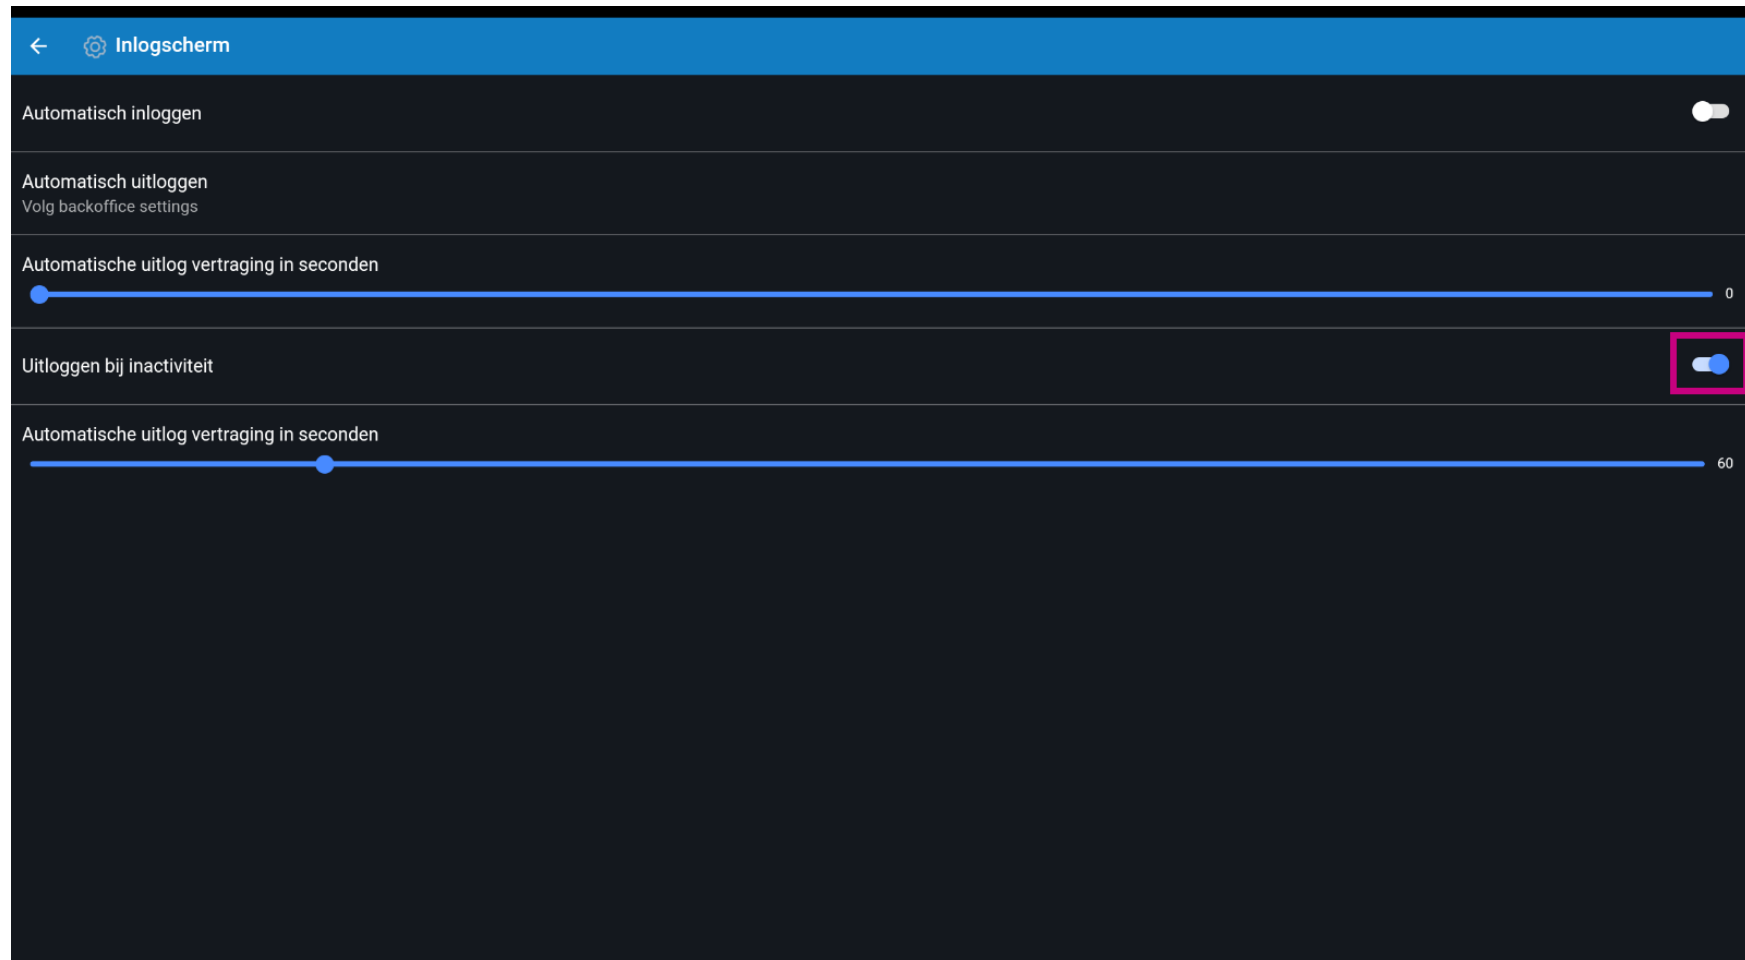 Inlogscherm
Automatisch inloggen
Automatisch uitloggen
Volg backoffice settings
Automatische uitlog vertraging in seconden
0
Uitloggen bij inactiviteit
Automatische uitlog vertraging in seconden
60